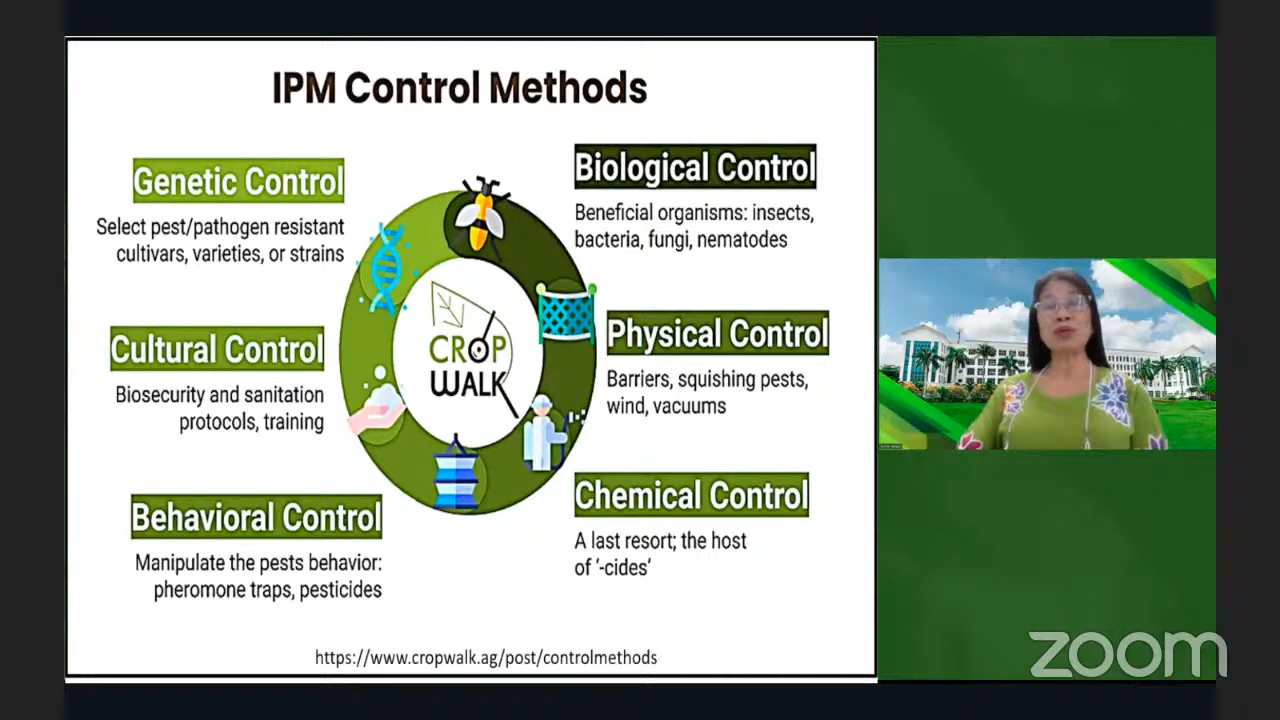 IPM Control Methods
Genetic Control
Select pest/pathogen resistant
cultivars, varieties, or strains
Cultural Control
Biosecurity and sanitation
protocols, training
Behavioral Control
Manipulate the pests behavior:
pheromone traps, pesticides
CROP
WALK
Biological Control
Beneficial organisms: insects,
bacteria, fungi, nematodes
Physical Control
Barriers, squishing pests,
wind, vacuums
Chemical Control
A last resort; the host
of ‘-cides’
https://www.cropwalk.ag/post/controlmethods
zoom